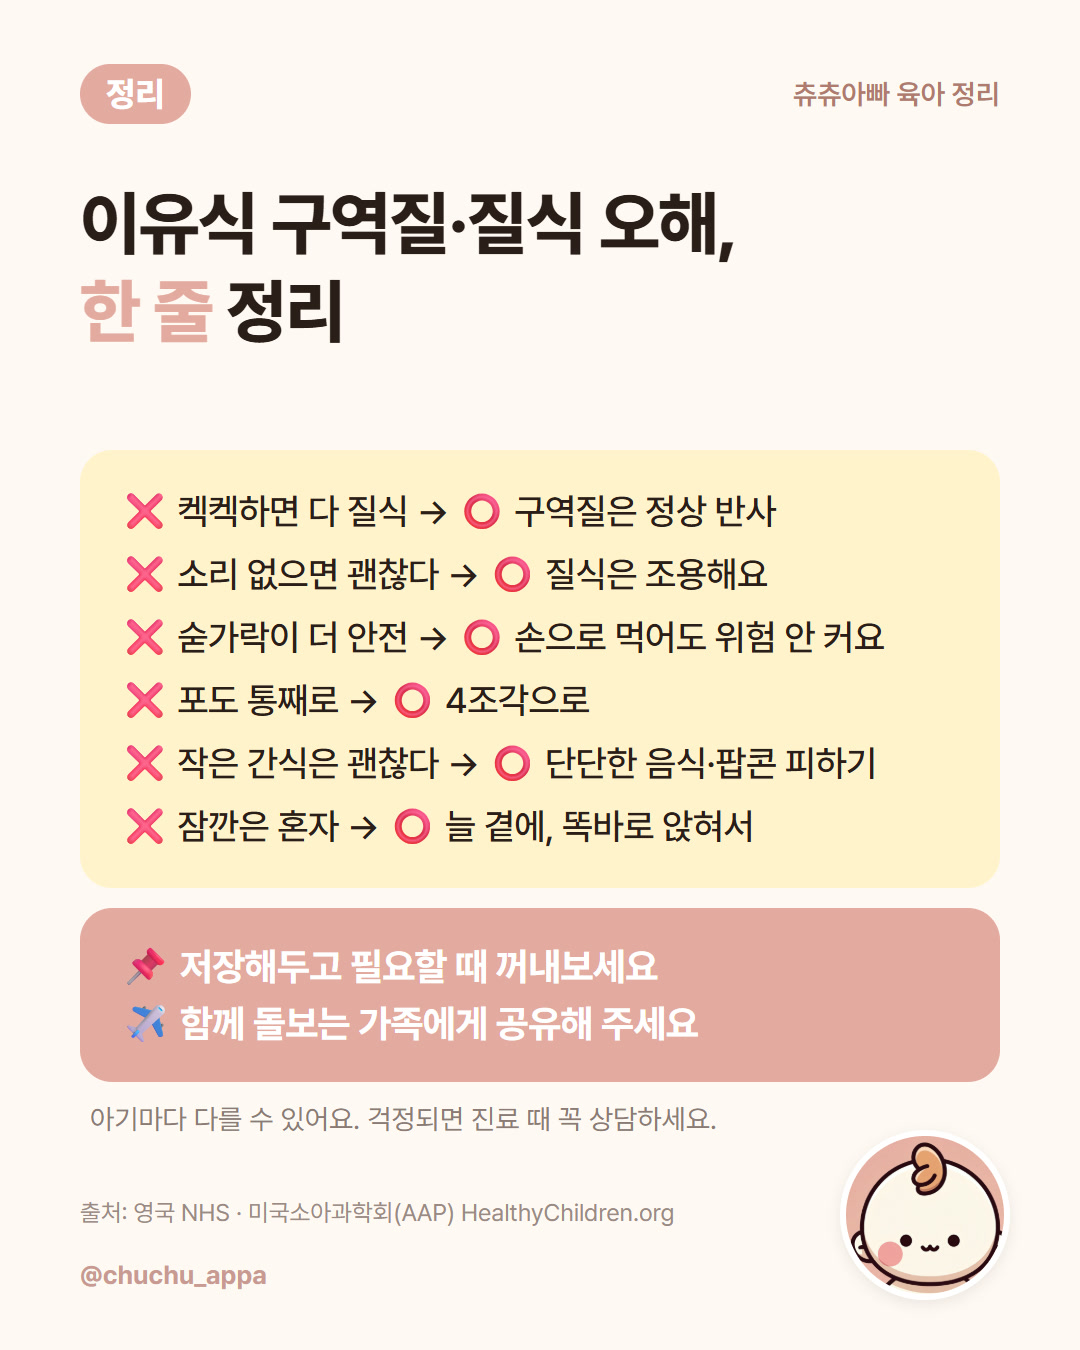 정리
츄츄아빠 육아 정리
이유식 구역질·질식 오해,
한 줄 정리
❌ 켁켁하면 다 질식 → ⭕ 구역질은 정상 반사
❌ 소리 없으면 괜찮다 → ⭕ 질식은 조용해요
❌ 숟가락이 더 안전 → ⭕ 손으로 먹어도 위험 안 커요
❌ 포도 통째로 → ⭕ 4조각으로
❌ 작은 간식은 괜찮다 → ⭕ 단단한 음식·팝콘 피하기
❌ 잠깐은 혼자 → ⭕ 늘 곁에, 똑바로 앉혀서
📌 저장해두고 필요할 때 꺼내보세요
✈️ 함께 돌보는 가족에게 공유해 주세요
아기마다 다를 수 있어요. 걱정되면 진료 때 꼭 상담하세요.
출처: 영국 NHS · 미국소아과학회(AAP) HealthyChildren.org
@chuchu_appa